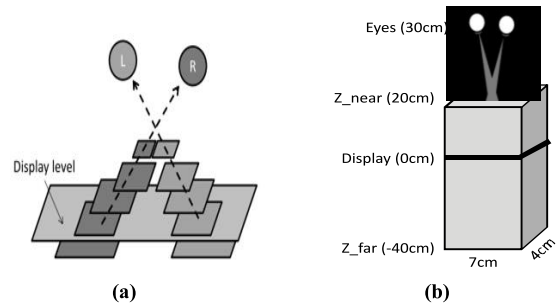 L
R
Display level
(a)
Eyes (30cm)
Z_near (20cm)
Display (0cm)
Z_far (-40cm)
7cm
4cm
(b)